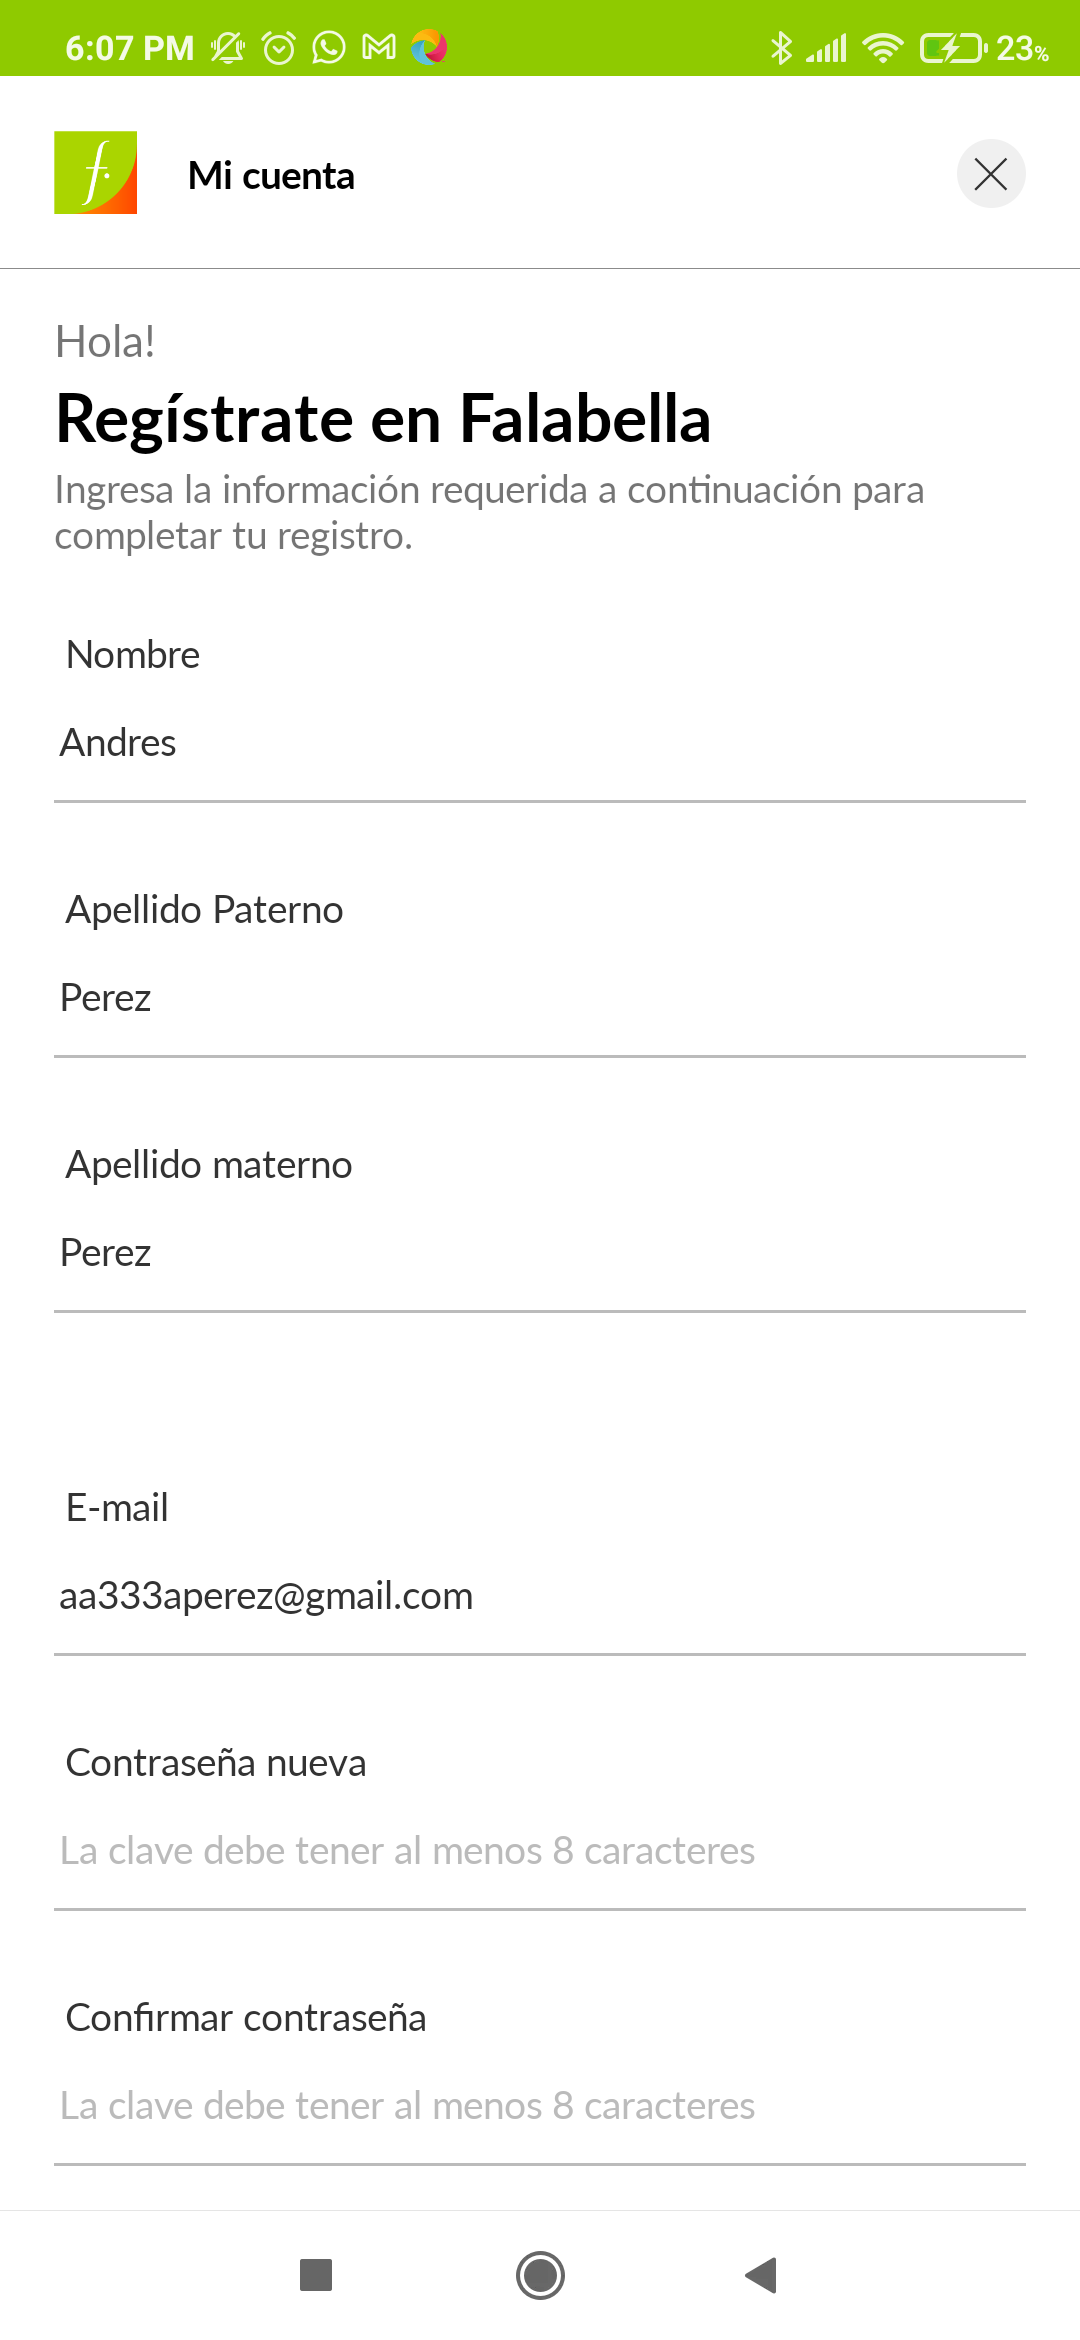 6:07 PM
23%
f.
Mi cuenta
Hola!
Regístrate en Falabella
Ingresa la información requerida a continuación para
completar tu registro.
Nombre
Andres
Apellido Paterno
Perez
Apellido materno
Perez
E-mail
aa333aperez@gmail.com
Contraseña nueva
La clave debe tener al menos 8 caracteres
Confirmar contraseña
La clave debe tener al menos 8 caracteres